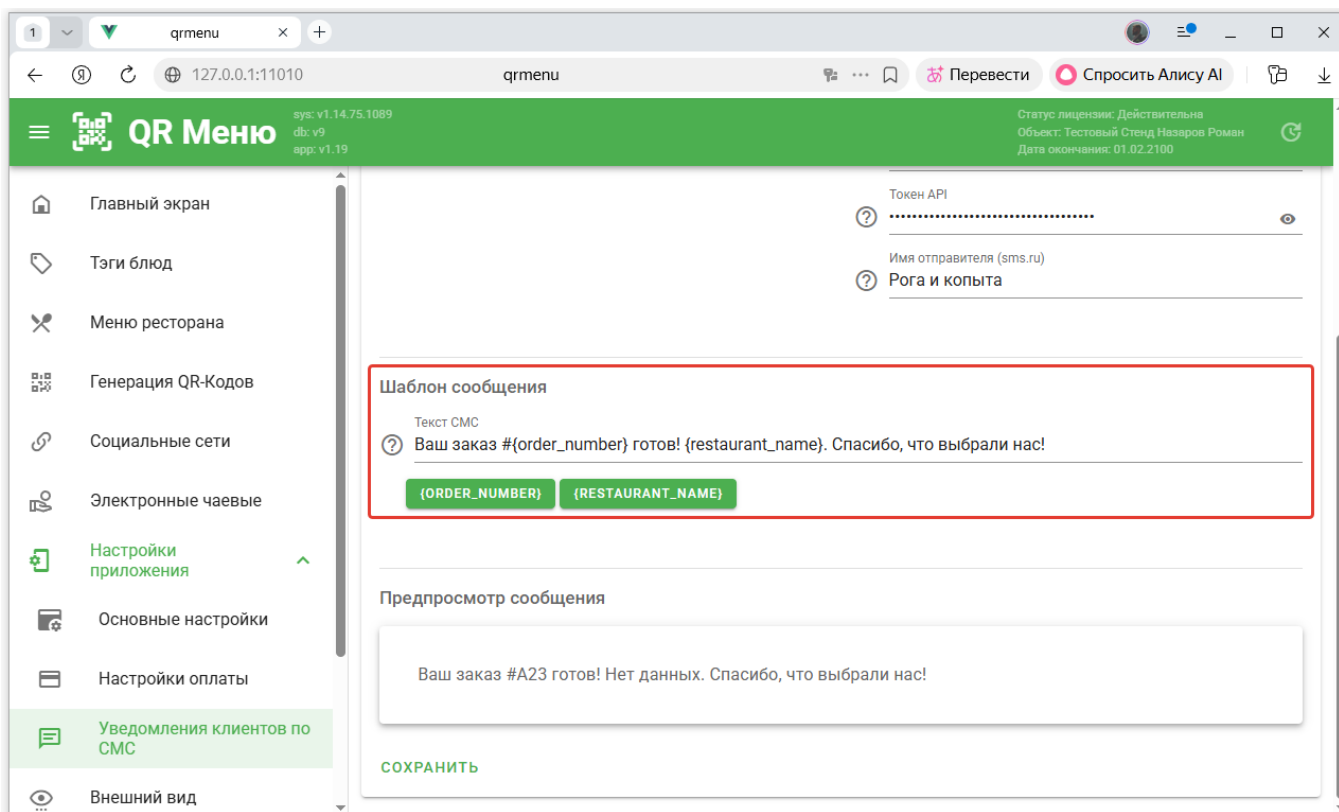 1
qrmenu
127.0.0.1:11010
qrmenu
Перевести
Спросить Алису AI
QR Меню
sys: v1.14.75.1089
db: v9
app: v1.19
Статус лицензии: Действительна
Объект: Тестовый Стенд Назаров Роман
Дата окончания: 01.02.2100
Главный экран
Тэги блюд
Меню ресторана
Генерация QR-Кодов
Социальные сети
Электронные чаевые
Настройки
приложения
Основные настройки
Настройки оплаты
Уведомления клиентов по
СМС
Внешний вид
Токен API
••••••••••••••••••••••••••••••••••••
Имя отправителя (sms.ru)
Рога и копыта
Шаблон сообщения
Текст СМС
Ваш заказ #{order_number} готов! {restaurant_name}. Спасибо, что выбрали нас!
{ORDER_NUMBER}
{RESTAURANT_NAME}
Предпросмотр сообщения
Ваш заказ #A23 готов! Нет данных. Спасибо, что выбрали нас!
СОХРАНИТЬ